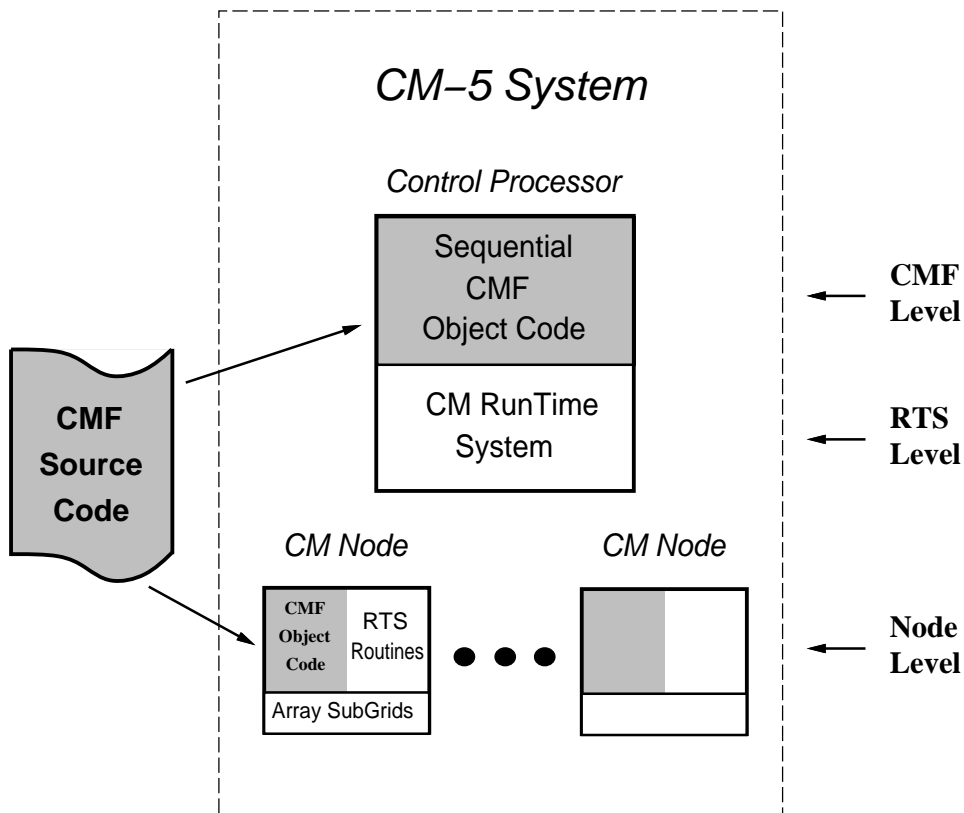 CM–5 System
Control Processor
Sequential
CMF
Object Code
CM RunTime
System
CMF
Level
RTS
Level
CMF
Source
Code
CM Node
CM Node
CMF
Object
Code
RTS
Routines
Array SubGrids
Node
Level